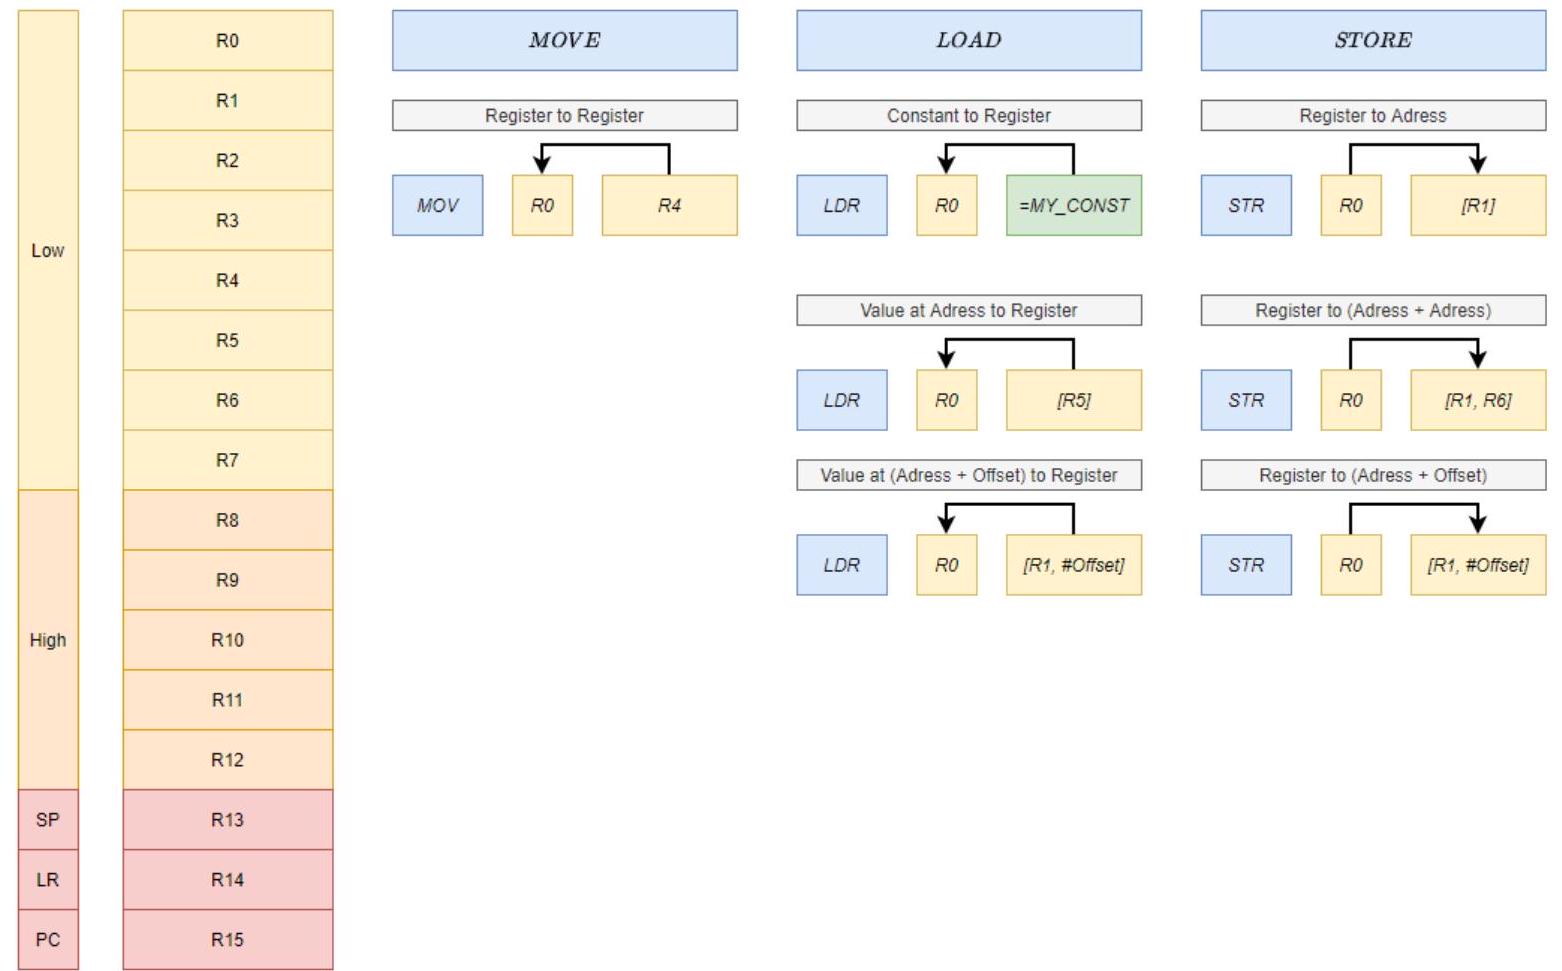 Low
High
SP
LR
PC
R0
R1
R2
R3
R4
R5
R6
R7
R8
R9
R10
R11
R12
R13
R14
R15
MOVE
Register to Register
MOV R0 R4
LOAD
Constant to Register
LDR R0 =MY_CONST
Value at Adress to Register
LDR R0 [R5]
Value at (Adress + Offset) to Register
LDR R0 [R1, #Offset]
STORE
Register to Adress
STR R0 [R1]
Register to (Adress + Adress)
STR R0 [R1, R6]
Register to (Adress + Offset)
STR R0 [R1, #Offset]